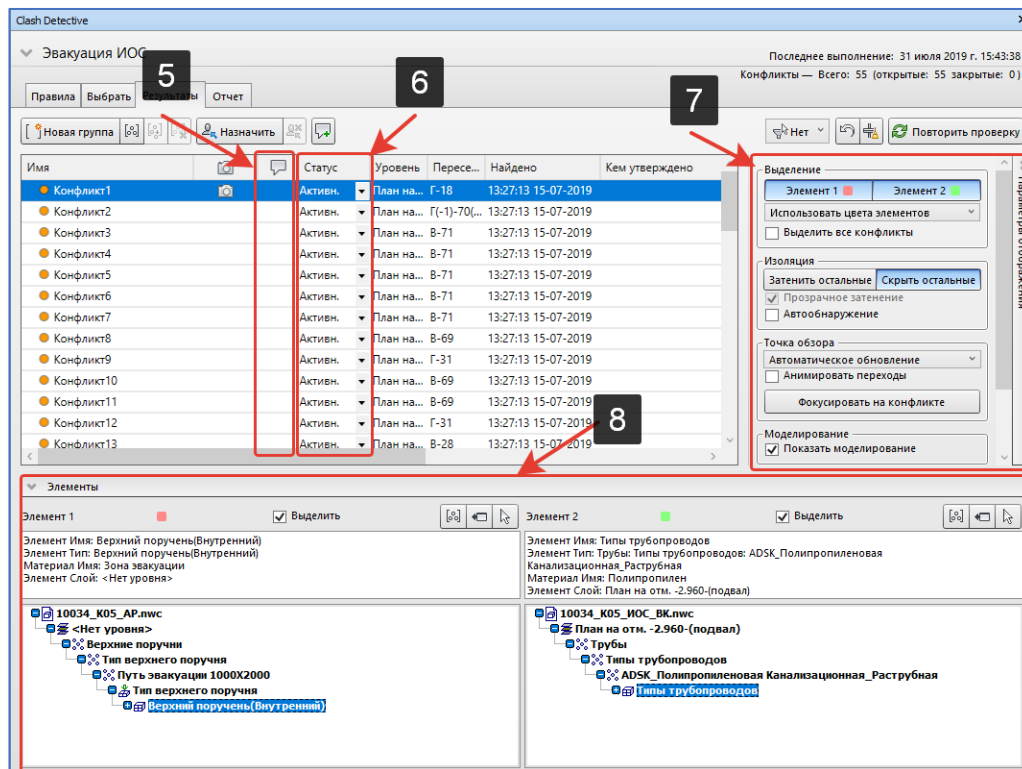 Clash Detective
Эвакуация ИОС
Последнее выполнение: 31 июля 2019 г. 15:43:38
Конфликты — Всего: 55 (открытые: 55 закрытые: 0)
5
6
7
Правила Выбрать Результаты Отчет
Новая группа Назначить Нет Повторить проверку
Имя Статус Уровень Пересе... Найдено Кем утверждено
Конфликт1 Активн. План на... Г-18 13:27:13 15-07-2019
Конфликт2 Активн. План на... Г(-1)-70(... 13:27:13 15-07-2019
Конфликт3 Активн. План на... В-71 13:27:13 15-07-2019
Конфликт4 Активн. План на... В-71 13:27:13 15-07-2019
Конфликт5 Активн. План на... В-71 13:27:13 15-07-2019
Конфликт6 Активн. План на... В-71 13:27:13 15-07-2019
Конфликт7 Активн. План на... В-71 13:27:13 15-07-2019
Конфликт8 Активн. План на... В-69 13:27:13 15-07-2019
Конфликт9 Активн. План на... Г-31 13:27:13 15-07-2019
Конфликт10 Активн. План на... В-69 13:27:13 15-07-2019
Конфликт11 Активн. План на... В-69 13:27:13 15-07-2019
Конфликт12 Активн. План на... Г-31 13:27:13 15-07-2019
Конфликт13 Активн. План на... В-28 13:27:13 15-07-2019
Выделение
Элемент 1 Элемент 2
Использовать цвета элементов
Выделить все конфликты
Изоляция
Затенить остальные Скрыть остальные
Прозрачное затенение
Автообнаружение
Точка обзора
Автоматическое обновление
Анимировать переходы
Фокусировать на конфликте
Моделирование
Показать моделирование
Параметры отображения
8
Элементы
Элемент 1 Выделить
Элемент Имя: Верхний поручень(Внутренний)
Элемент Тип: Верхний поручень(Внутренний)
Материал Имя: Зона эвакуации
Элемент Слой: <Нет уровня>
10034_К05_АР.nwc
<Нет уровня>
Верхние поручни
Тип верхнего поручня
Путь эвакуации 1000X2000
Тип верхнего поручня
Верхний поручень(Внутренний)
Элемент 2 Выделить
Элемент Имя: Типы трубопроводов
Элемент Тип: Трубы: Типы трубопроводов: ADSK_Полипропиленовая
Канализационная_Раструбная
Материал Имя: Полипропилен
Элемент Слой: План на отм. -2.960-(подвал)
10034_К05_ИОС_ВК.nwc
План на отм. -2.960-(подвал)
Трубы
Типы трубопроводов
ADSK_Полипропиленовая Канализационная_Раструбная
Типы трубопроводов